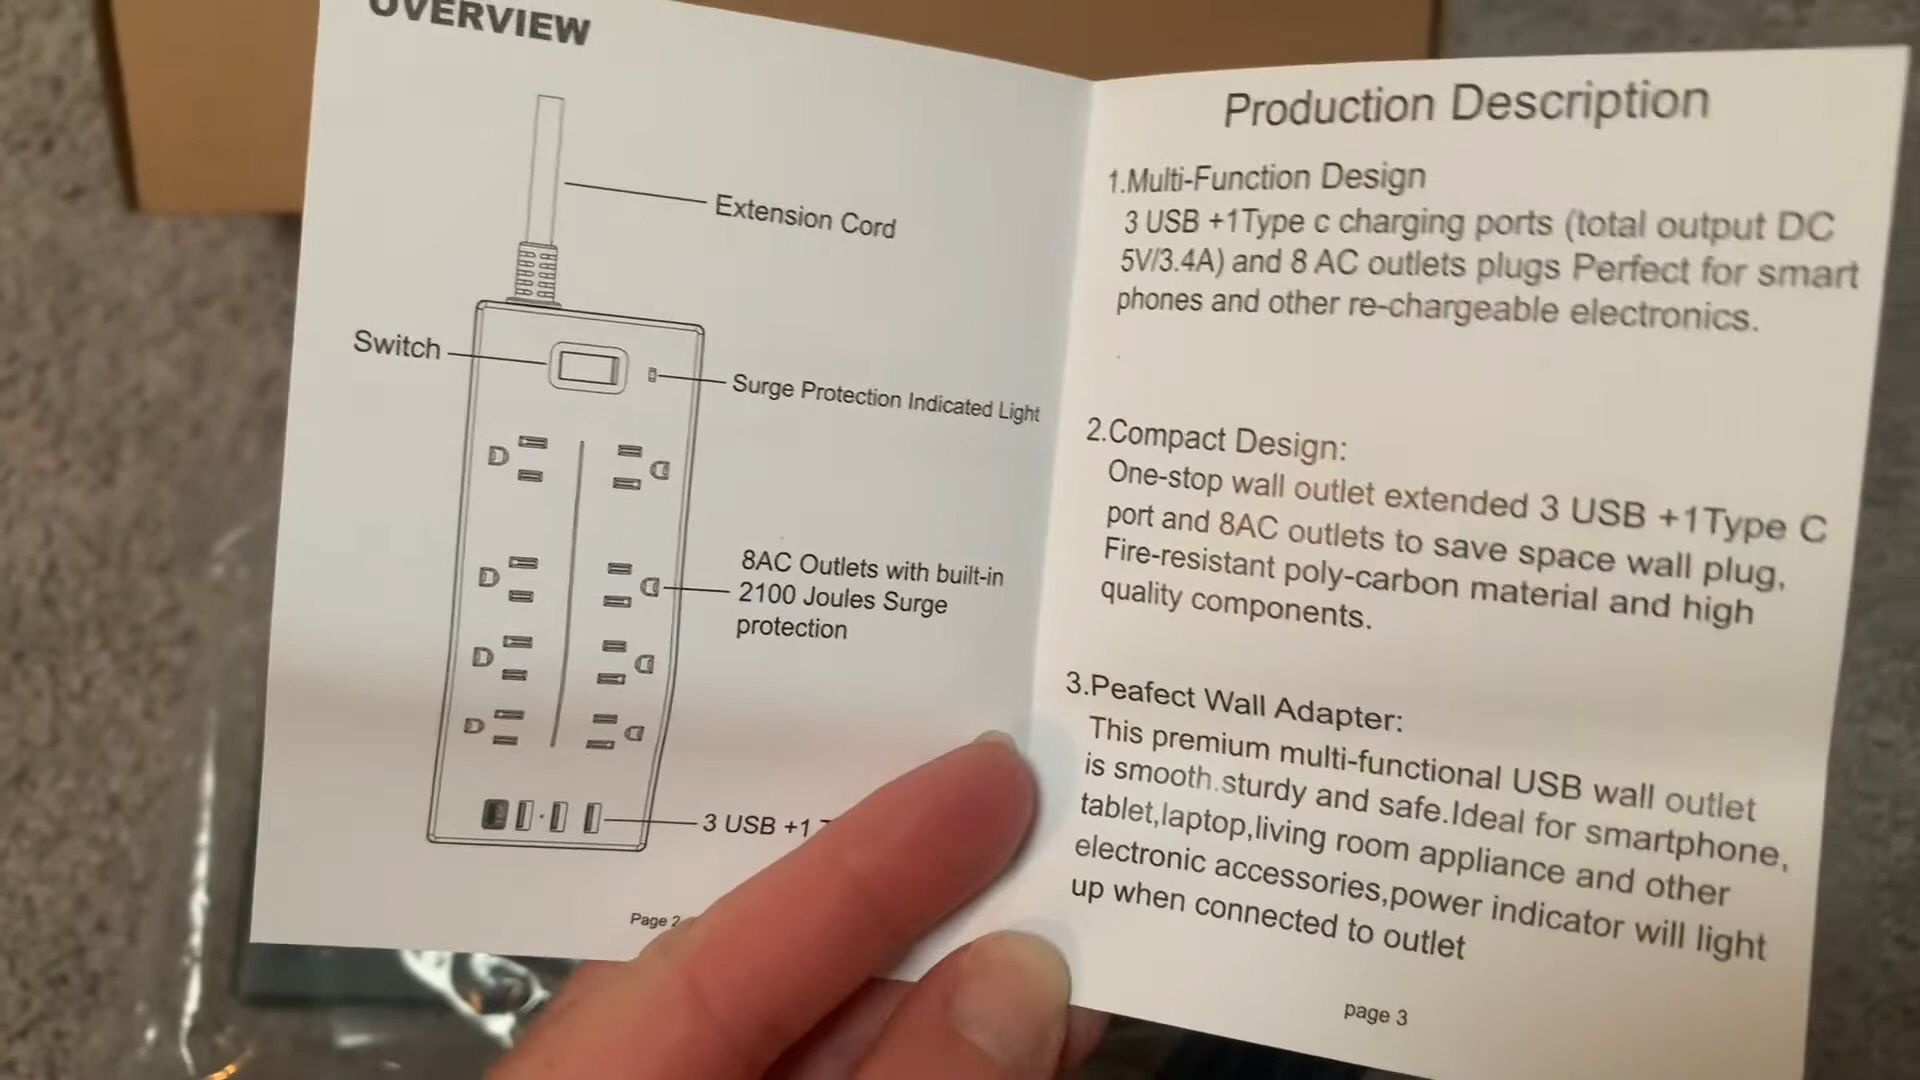 OVERVIEW
Extension Cord
Switch
Surge Protection Indicated Light
8AC Outlets with built-in
2100 Joules Surge
protection
3 USB +1
Page 2
Production Description
1.Multi-Function Design
3 USB +1Type c charging ports (total output DC
5V/3.4A) and 8 AC outlets plugs Perfect for smart
phones and other re-chargeable electronics.
2.Compact Design:
One-stop wall outlet extended 3 USB +1Type C
port and 8AC outlets to save space wall plug,
Fire-resistant poly-carbon material and high
quality components.
3.Peafect Wall Adapter:
This premium multi-functional USB wall outlet
is smooth.sturdy and safe.Ideal for smartphone,
tablet,laptop,living room appliance and other
electronic accessories,power indicator will light
up when connected to outlet
page 3